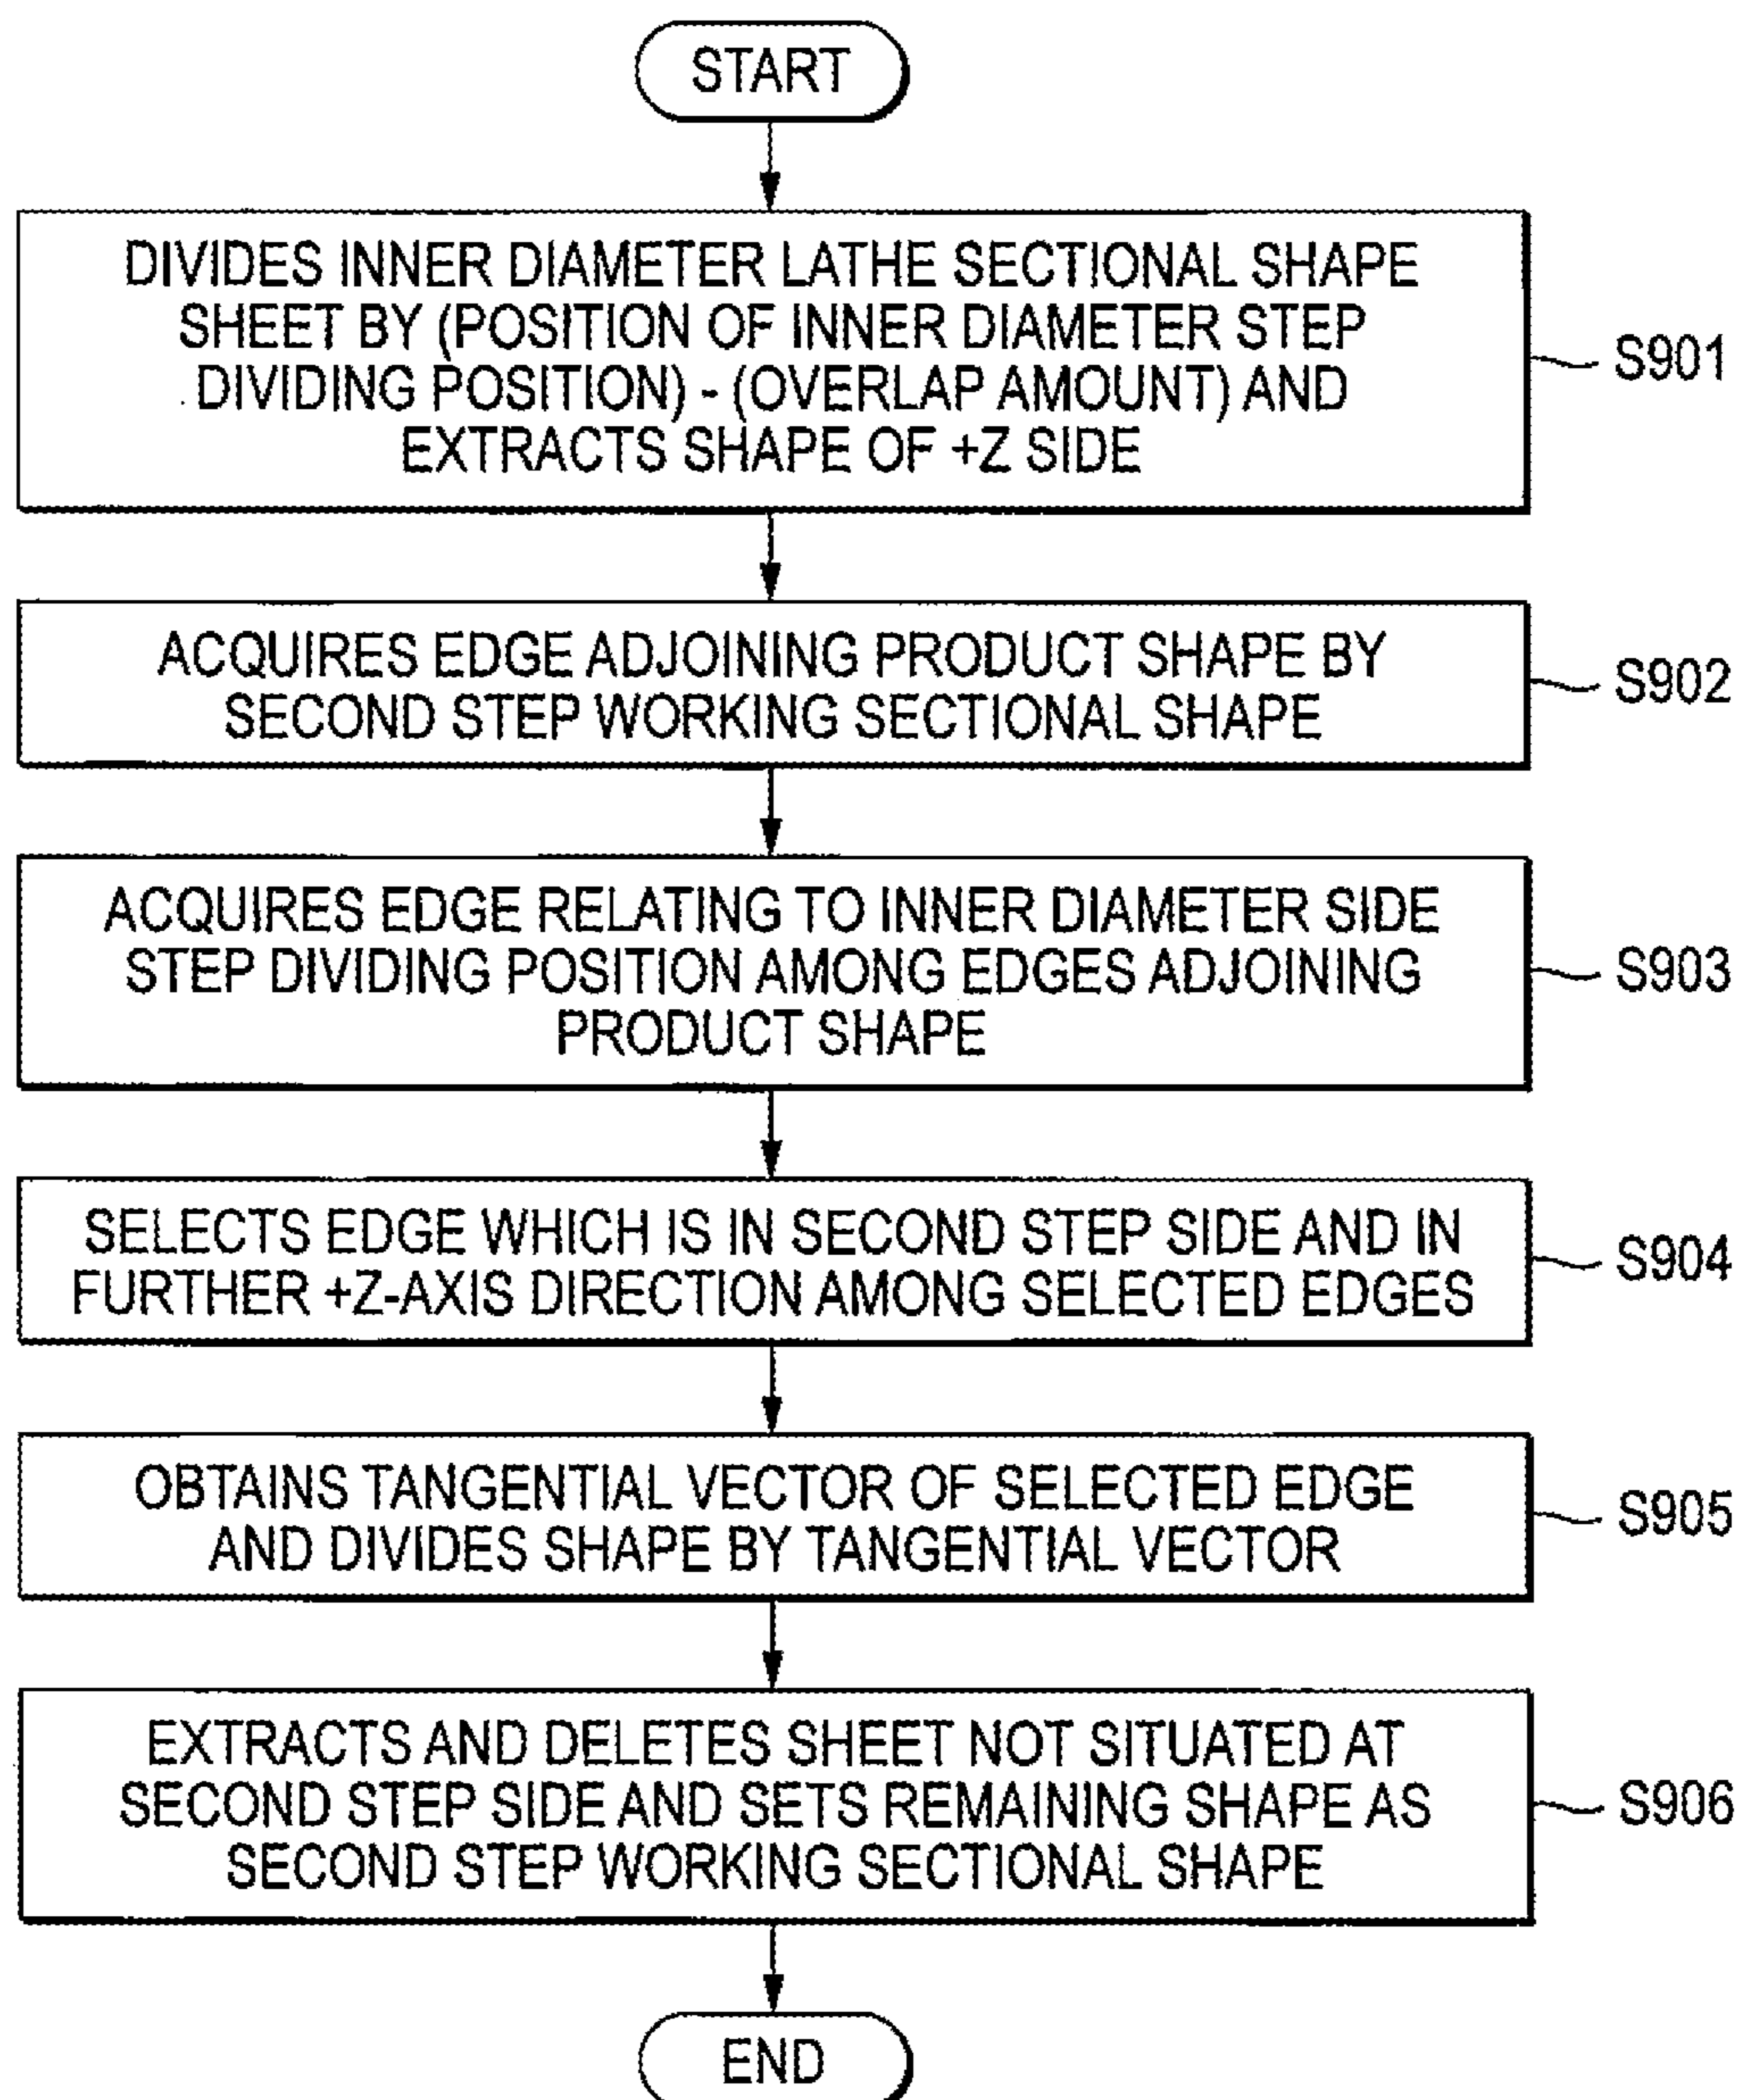 START
DIVIDES INNER DIAMETER LATHE SECTIONAL SHAPE
SHEET BY (POSITION OF INNER DIAMETER STEP
DIVIDING POSITION) - (OVERLAP AMOUNT) AND
EXTRACTS SHAPE OF +Z SIDE
S901
ACQUIRES EDGE ADJOINING PRODUCT SHAPE BY
SECOND STEP WORKING SECTIONAL SHAPE
S902
ACQUIRES EDGE RELATING TO INNER DIAMETER SIDE
STEP DIVIDING POSITION AMONG EDGES ADJOINING
PRODUCT SHAPE
S903
SELECTS EDGE WHICH IS IN SECOND STEP SIDE AND IN
FURTHER +Z-AXIS DIRECTION AMONG SELECTED EDGES
S904
OBTAINS TANGENTIAL VECTOR OF SELECTED EDGE
AND DIVIDES SHAPE BY TANGENTIAL VECTOR
S905
EXTRACTS AND DELETES SHEET NOT SITUATED AT
SECOND STEP SIDE AND SETS REMAINING SHAPE AS
SECOND STEP WORKING SECTIONAL SHAPE
S906
END